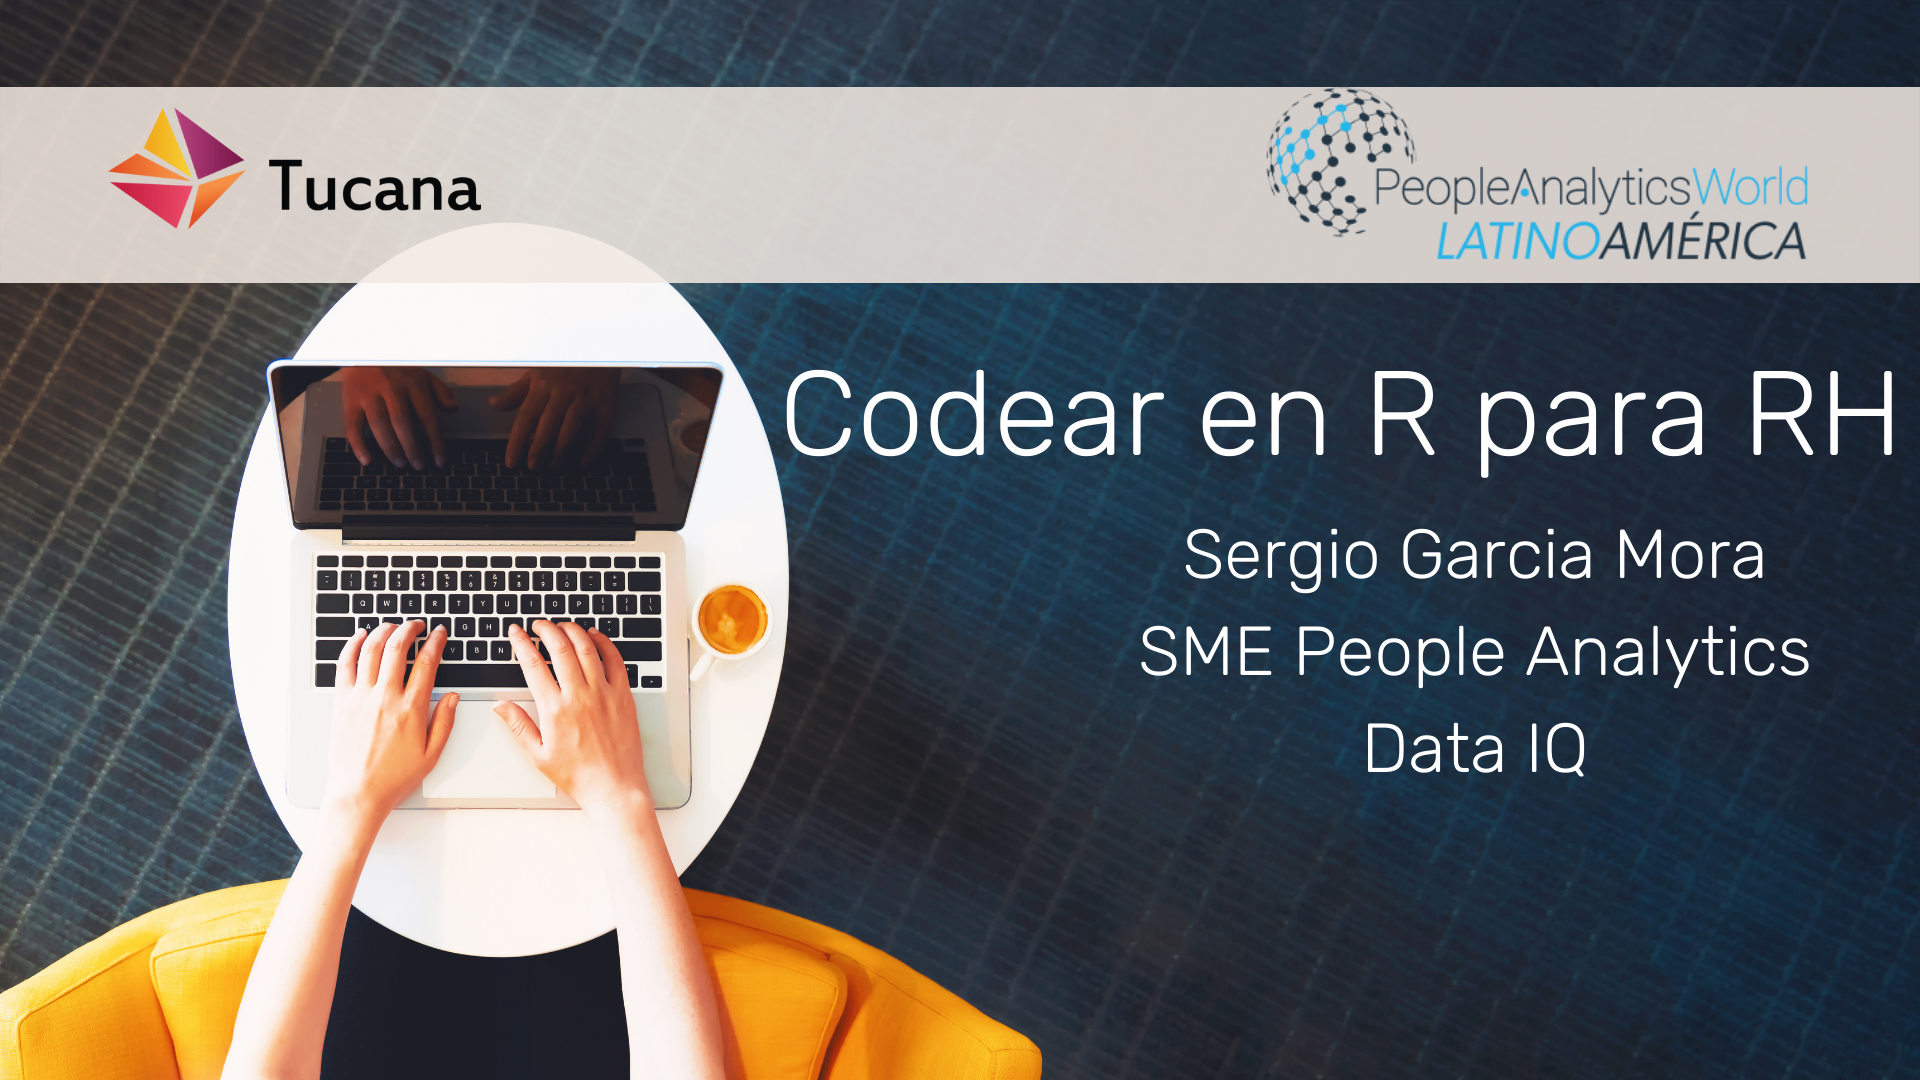 Tucana
PeopleAnalyticsWorld
LATINOAMÉRICA
Codear en R para RH
Sergio Garcia Mora
SME People Analytics
Data IQ